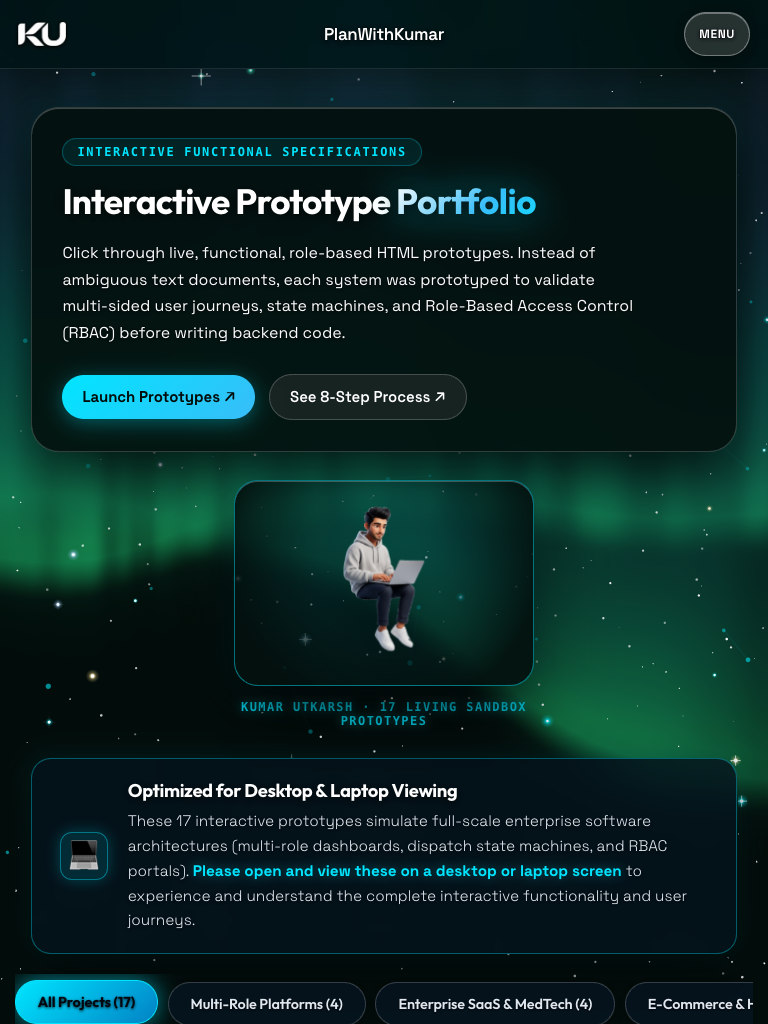 KU
PlanWithKumar
MENU
INTERACTIVE FUNCTIONAL SPECIFICATIONS
Interactive Prototype Portfolio
Click through live, functional, role-based HTML prototypes. Instead of
ambiguous text documents, each system was prototyped to validate
multi-sided user journeys, state machines, and Role-Based Access Control
(RBAC) before writing backend code.
Launch Prototypes ↗
See 8-Step Process ↗
KUMAR UTKARSH · 17 LIVING SANDBOX
PROTOTYPES
Optimized for Desktop & Laptop Viewing
These 17 interactive prototypes simulate full-scale enterprise software
architectures (multi-role dashboards, dispatch state machines, and RBAC
portals). Please open and view these on a desktop or laptop screen to
experience and understand the complete interactive functionality and user
journeys.
All Projects (17)
Multi-Role Platforms (4)
Enterprise SaaS & MedTech (4)
E-Commerce &